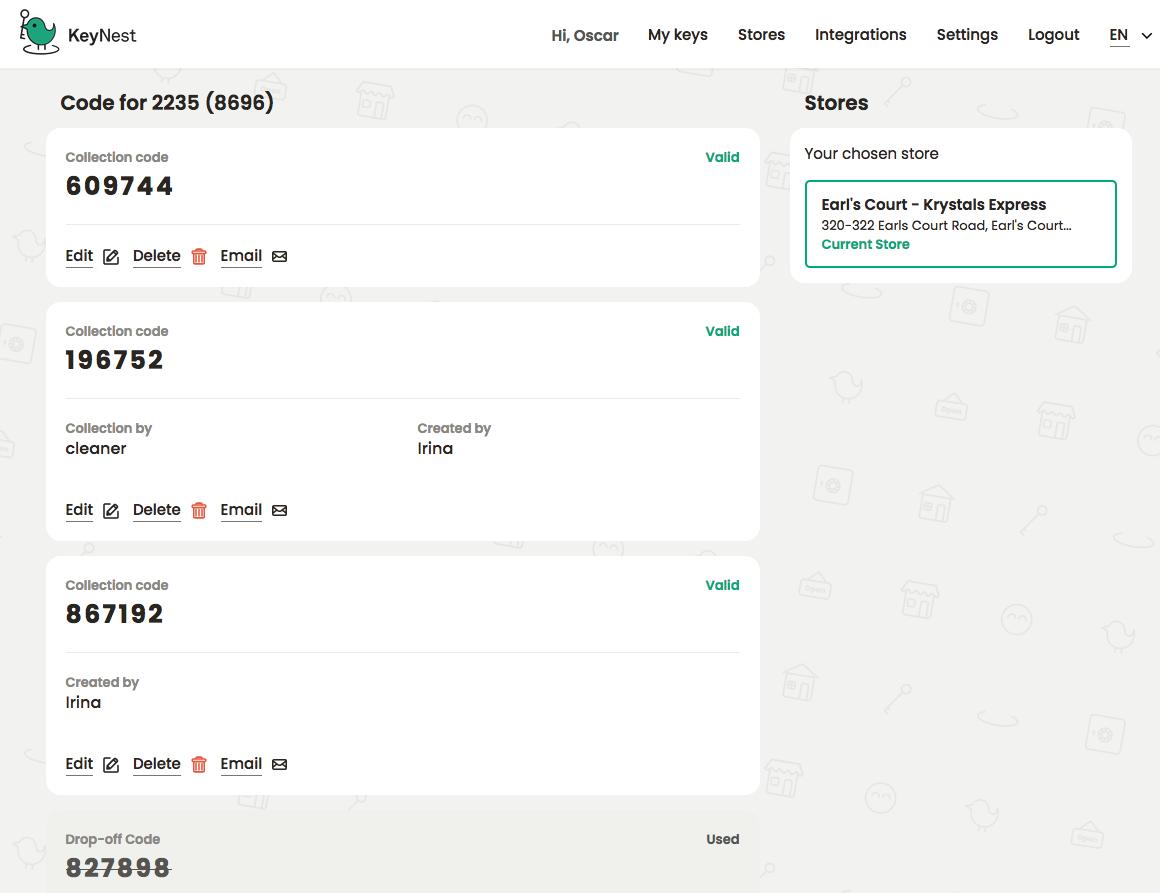 KeyNest
Hi, Oscar
My keys
Stores
Integrations
Settings
Logout
EN
Code for 2235 (8696)
Collection code
Valid
609744
Edit
Delete
Email
Collection code
Valid
196752
Collection by
Created by
cleaner
Irina
Edit
Delete
Email
Collection code
Valid
867192
Created by
Irina
Edit
Delete
Email
Drop-off Code
Used
827898
Stores
Your chosen store
Earl's Court - Krystals Express
320-322 Earls Court Road, Earl's Court...
Current Store
Open
Open
Open